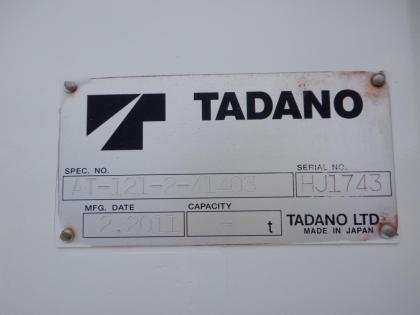 TADANO
SPEC. NO. SERIAL NO.
AT-121-2-41403 HJ1743
MFG. DATE CAPACITY
2.2011 - t TADANO LTD.
MADE IN JAPAN